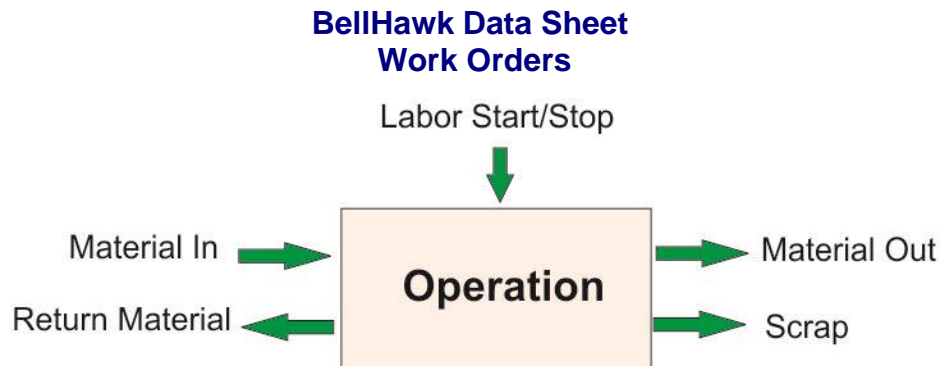 BellHawk Data Sheet
Work Orders
Labor Start/Stop
Material In
Material Out
Operation
Return Material
Scrap